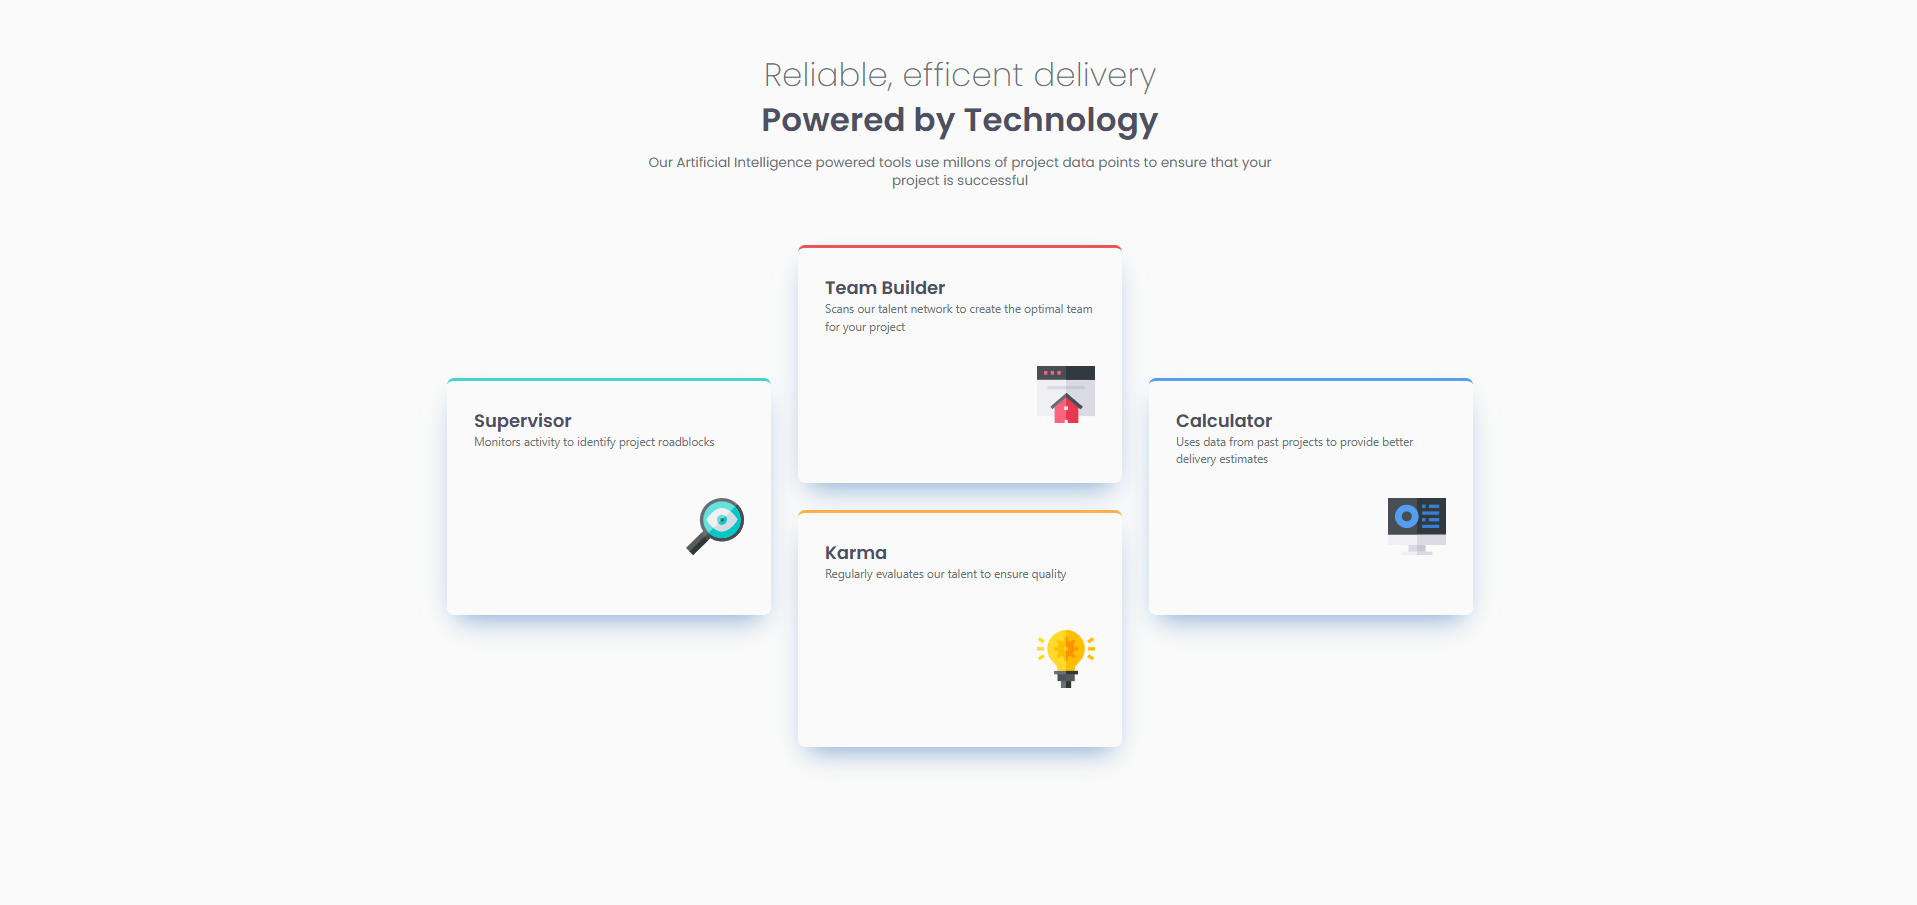 Reliable, efficent delivery
Powered by Technology
Our Artificial Intelligence powered tools use millons of project data points to ensure that your
project is successful
Team Builder
Scans our talent network to create the optimal team
for your project
Supervisor
Monitors activity to identify project roadblocks
Calculator
Uses data from past projects to provide better
delivery estimates
Karma
Regularly evaluates our talent to ensure quality